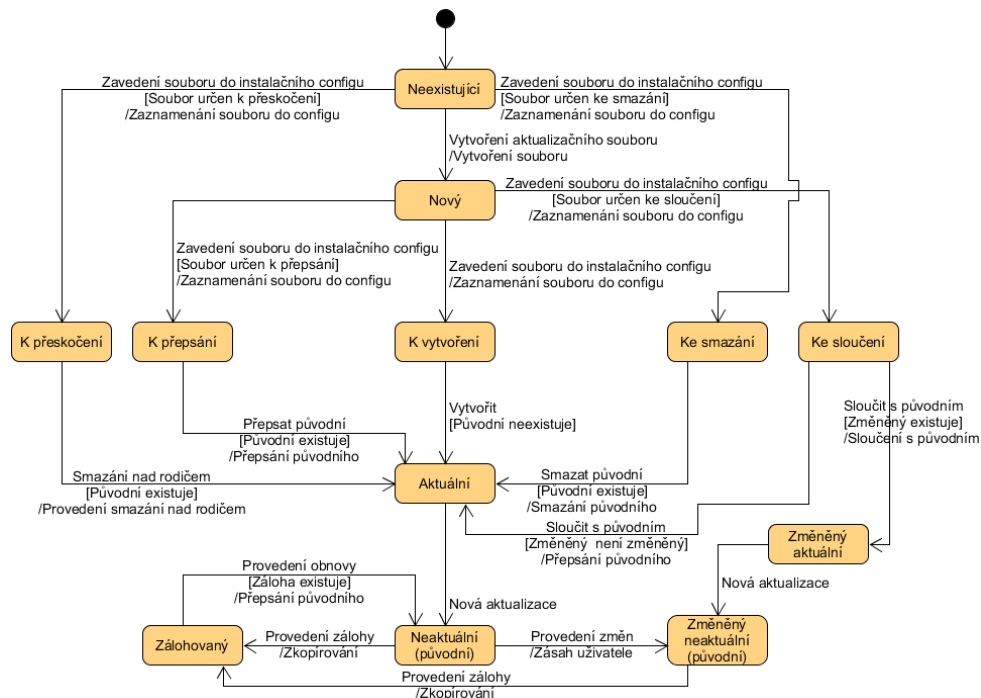 Neexistující
Zavedení souboru do instalačního configu
[Soubor určen k přeskočení]
/Zaznamenání souboru do configu
Zavedení souboru do instalačního configu
[Soubor určen ke smazání]
/Zaznamenání souboru do configu
Vytvoření aktualizačního souboru
/Vytvoření souboru
Nový
Zavedení souboru do instalačního configu
[Soubor určen ke sloučení]
/Zaznamenání souboru do configu
Zavedení souboru do instalačního configu
[Soubor určen k přepsání]
/Zaznamenání souboru do configu
Zavedení souboru do instalačního configu
/Zaznamenání souboru do configu
K přeskočení
K přepsání
K vytvoření
Ke smazání
Ke sloučení
Sloučit s původním
[Změněný existuje]
/Sloučení s původním
Vytvořit
[Původní neexistuje]
Přepsat původní
[Původní existuje]
/Přepsání původního
Smazání nad rodičem
[Původní existuje]
/Provedení smazání nad rodičem
Aktuální
Smazat původní
[Původní existuje]
/Smazání původního
Sloučit s původním
[Změněný  není změněný]
/Přepsání původního
Změněný
aktuální
Provedení obnovy
[Záloha existuje]
/Přepsání původního
Nová aktualizace
Nová aktualizace
Zálohovaný
Provedení zálohy
/Zkopírování
Neaktuální
(původní)
Provedení změn
/Zásah uživatele
Změněný
neaktuální
(původní)
Provedení zálohy
/Zkopírování